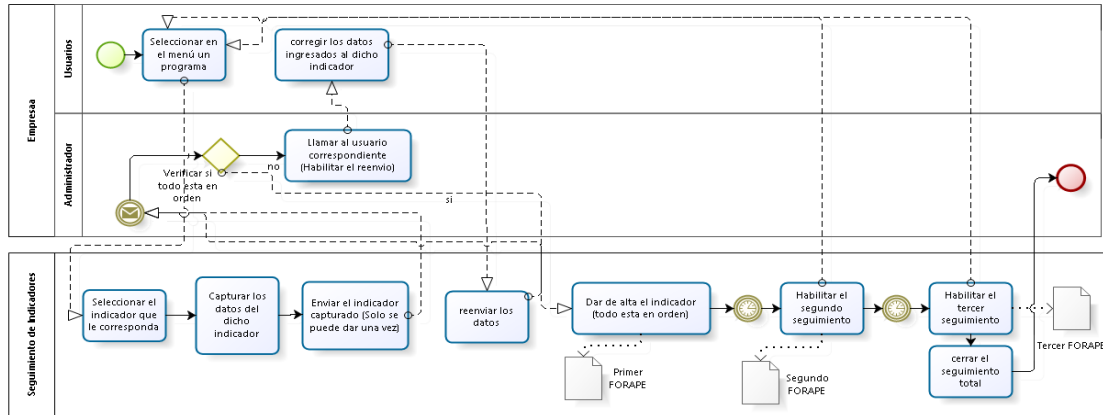 Empresaa
Usuarios
Seleccionar en
el menú un
programa
corregir los datos
ingresados al dicho
indicador
Administrador
Verificar si
todo esta en
orden
no
Llamar al usuario
correspondiente
(Habilitar el reenvio)
si
Seguimiento de Indicadores
Seleccionar el
indicador que
le corresponda
Capturar los
datos del
dicho
indicador
Enviar el indicador
capturado (Solo se
puede dar una vez)
reenviar los
datos
Dar de alta el indicador
(todo esta en orden)
Primer
FORAPE
Habilitar el
segundo
seguimiento
Segundo
FORAPE
Habilitar el
tercer
seguimiento
Tercer FORAPE
cerrar el
seguimiento
total